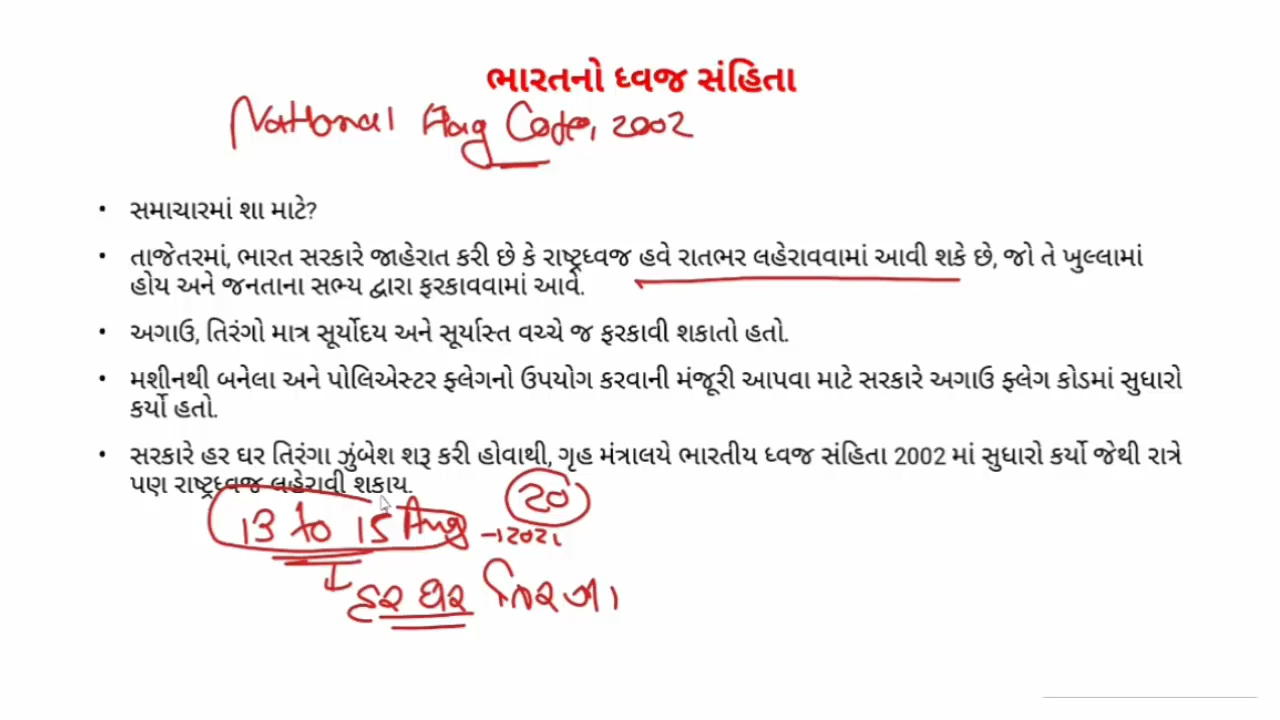 ભારતનો ધ્વજ સંહિતા
National Flag Code, 2002
• સમાચારમાં શા માટે?
• તાજેતરમાં, ભારત સરકારે જાહેરાત કરી છે કે રાષ્ટ્રધ્વજ હવે રાતભર લહેરાવવામાં આવી શકે છે, જો તે ખુલ્લામાં
હોય અને જનતાના સભ્ય દ્વારા ફરકાવવામાં આવે.
• અગાઉ, તિરંગો માત્ર સૂર્યોદય અને સૂર્યાસ્ત વચ્ચે જ ફરકાવી શકાતો હતો.
• મશીનથી બનેલા અને પોલિએસ્ટર ફ્લેગનો ઉપયોગ કરવાની મંજૂરી આપવા માટે સરકારે અગાઉ ફ્લેગ કોડમાં સુધારો
કર્યો હતો.
• સરકારે હર ઘર તિરંગા ઝુંબેશ શરૂ કરી હોવાથી, ગૃહ મંત્રાલયે ભારતીય ધ્વજ સંહિતા 2002 માં સુધારો કર્યો જેથી રાત્રે
પણ રાષ્ટ્રધ્વજ લહેરાવી શકાય.
20
13 to 15 Aug
હર ઘર તિરંગા